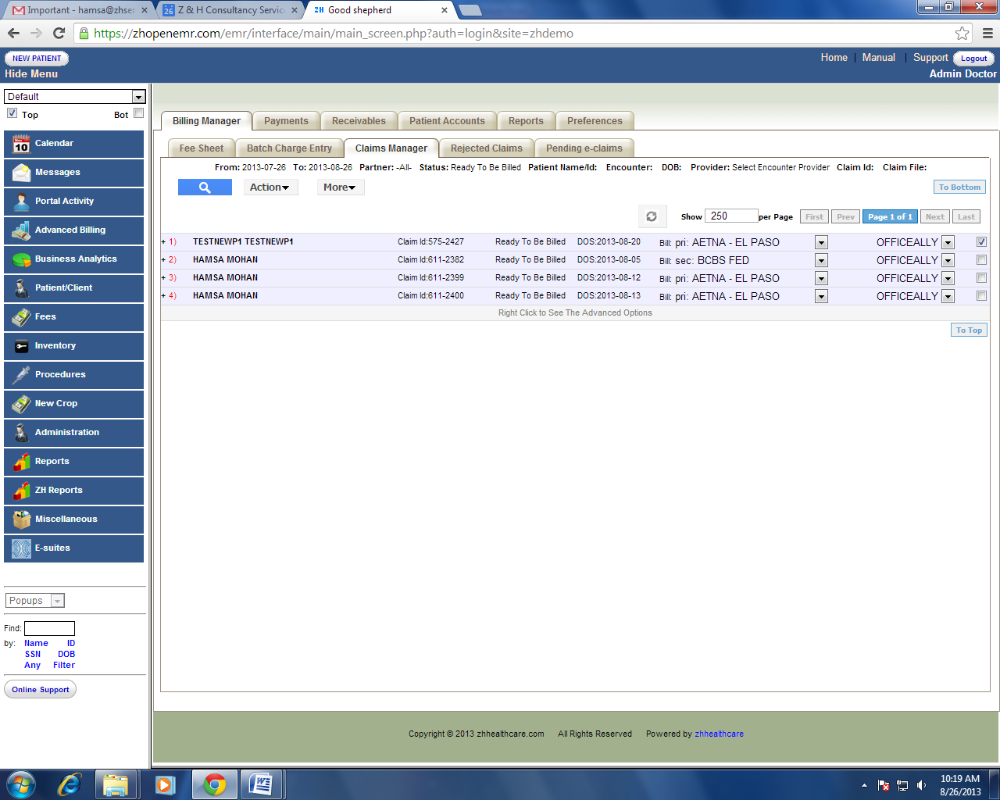 Important - hamsa@zhser
26 Z & H Consultancy Servic
ZH Good shepherd
https://zhopenemr.com/emr/interface/main/main_screen.php?auth=login&site=zhdemo
NEW PATIENT
Home | Manual | Support Logout
Hide Menu
Admin Doctor
Default
Top Bot
Calendar
Messages
Portal Activity
Advanced Billing
Business Analytics
Patient/Client
Fees
Inventory
Procedures
New Crop
Administration
Reports
ZH Reports
Miscellaneous
E-suites
Popups
Find:
by: Name ID
SSN DOB
Any Filter
Online Support
Billing Manager Payments Receivables Patient Accounts Reports Preferences
Fee Sheet Batch Charge Entry Claims Manager Rejected Claims Pending e-claims
From: 2013-07-26 To: 2013-08-26 Partner: -All- Status: Ready To Be Billed Patient Name/Id: Encounter: DOB: Provider: Select Encounter Provider Claim Id: Claim File:
Action More To Bottom
Show 250 per Page First Prev Page 1 of 1 Next Last
+ 1) TESTNEWP1 TESTNEWP1 Claim Id:575-2427 Ready To Be Billed DOS:2013-08-20 Bill: pri: AETNA - EL PASO OFFICEALLY
+ 2) HAMSA MOHAN Claim Id:611-2382 Ready To Be Billed DOS:2013-08-05 Bill: sec: BCBS FED OFFICEALLY
+ 3) HAMSA MOHAN Claim Id:611-2399 Ready To Be Billed DOS:2013-08-12 Bill: pri: AETNA - EL PASO OFFICEALLY
+ 4) HAMSA MOHAN Claim Id:611-2400 Ready To Be Billed DOS:2013-08-13 Bill: pri: AETNA - EL PASO OFFICEALLY
Right Click to See The Advanced Options
To Top
Copyright © 2013 zhhealthcare.com All Rights Reserved Powered by zhhealthcare
10:19 AM
8/26/2013